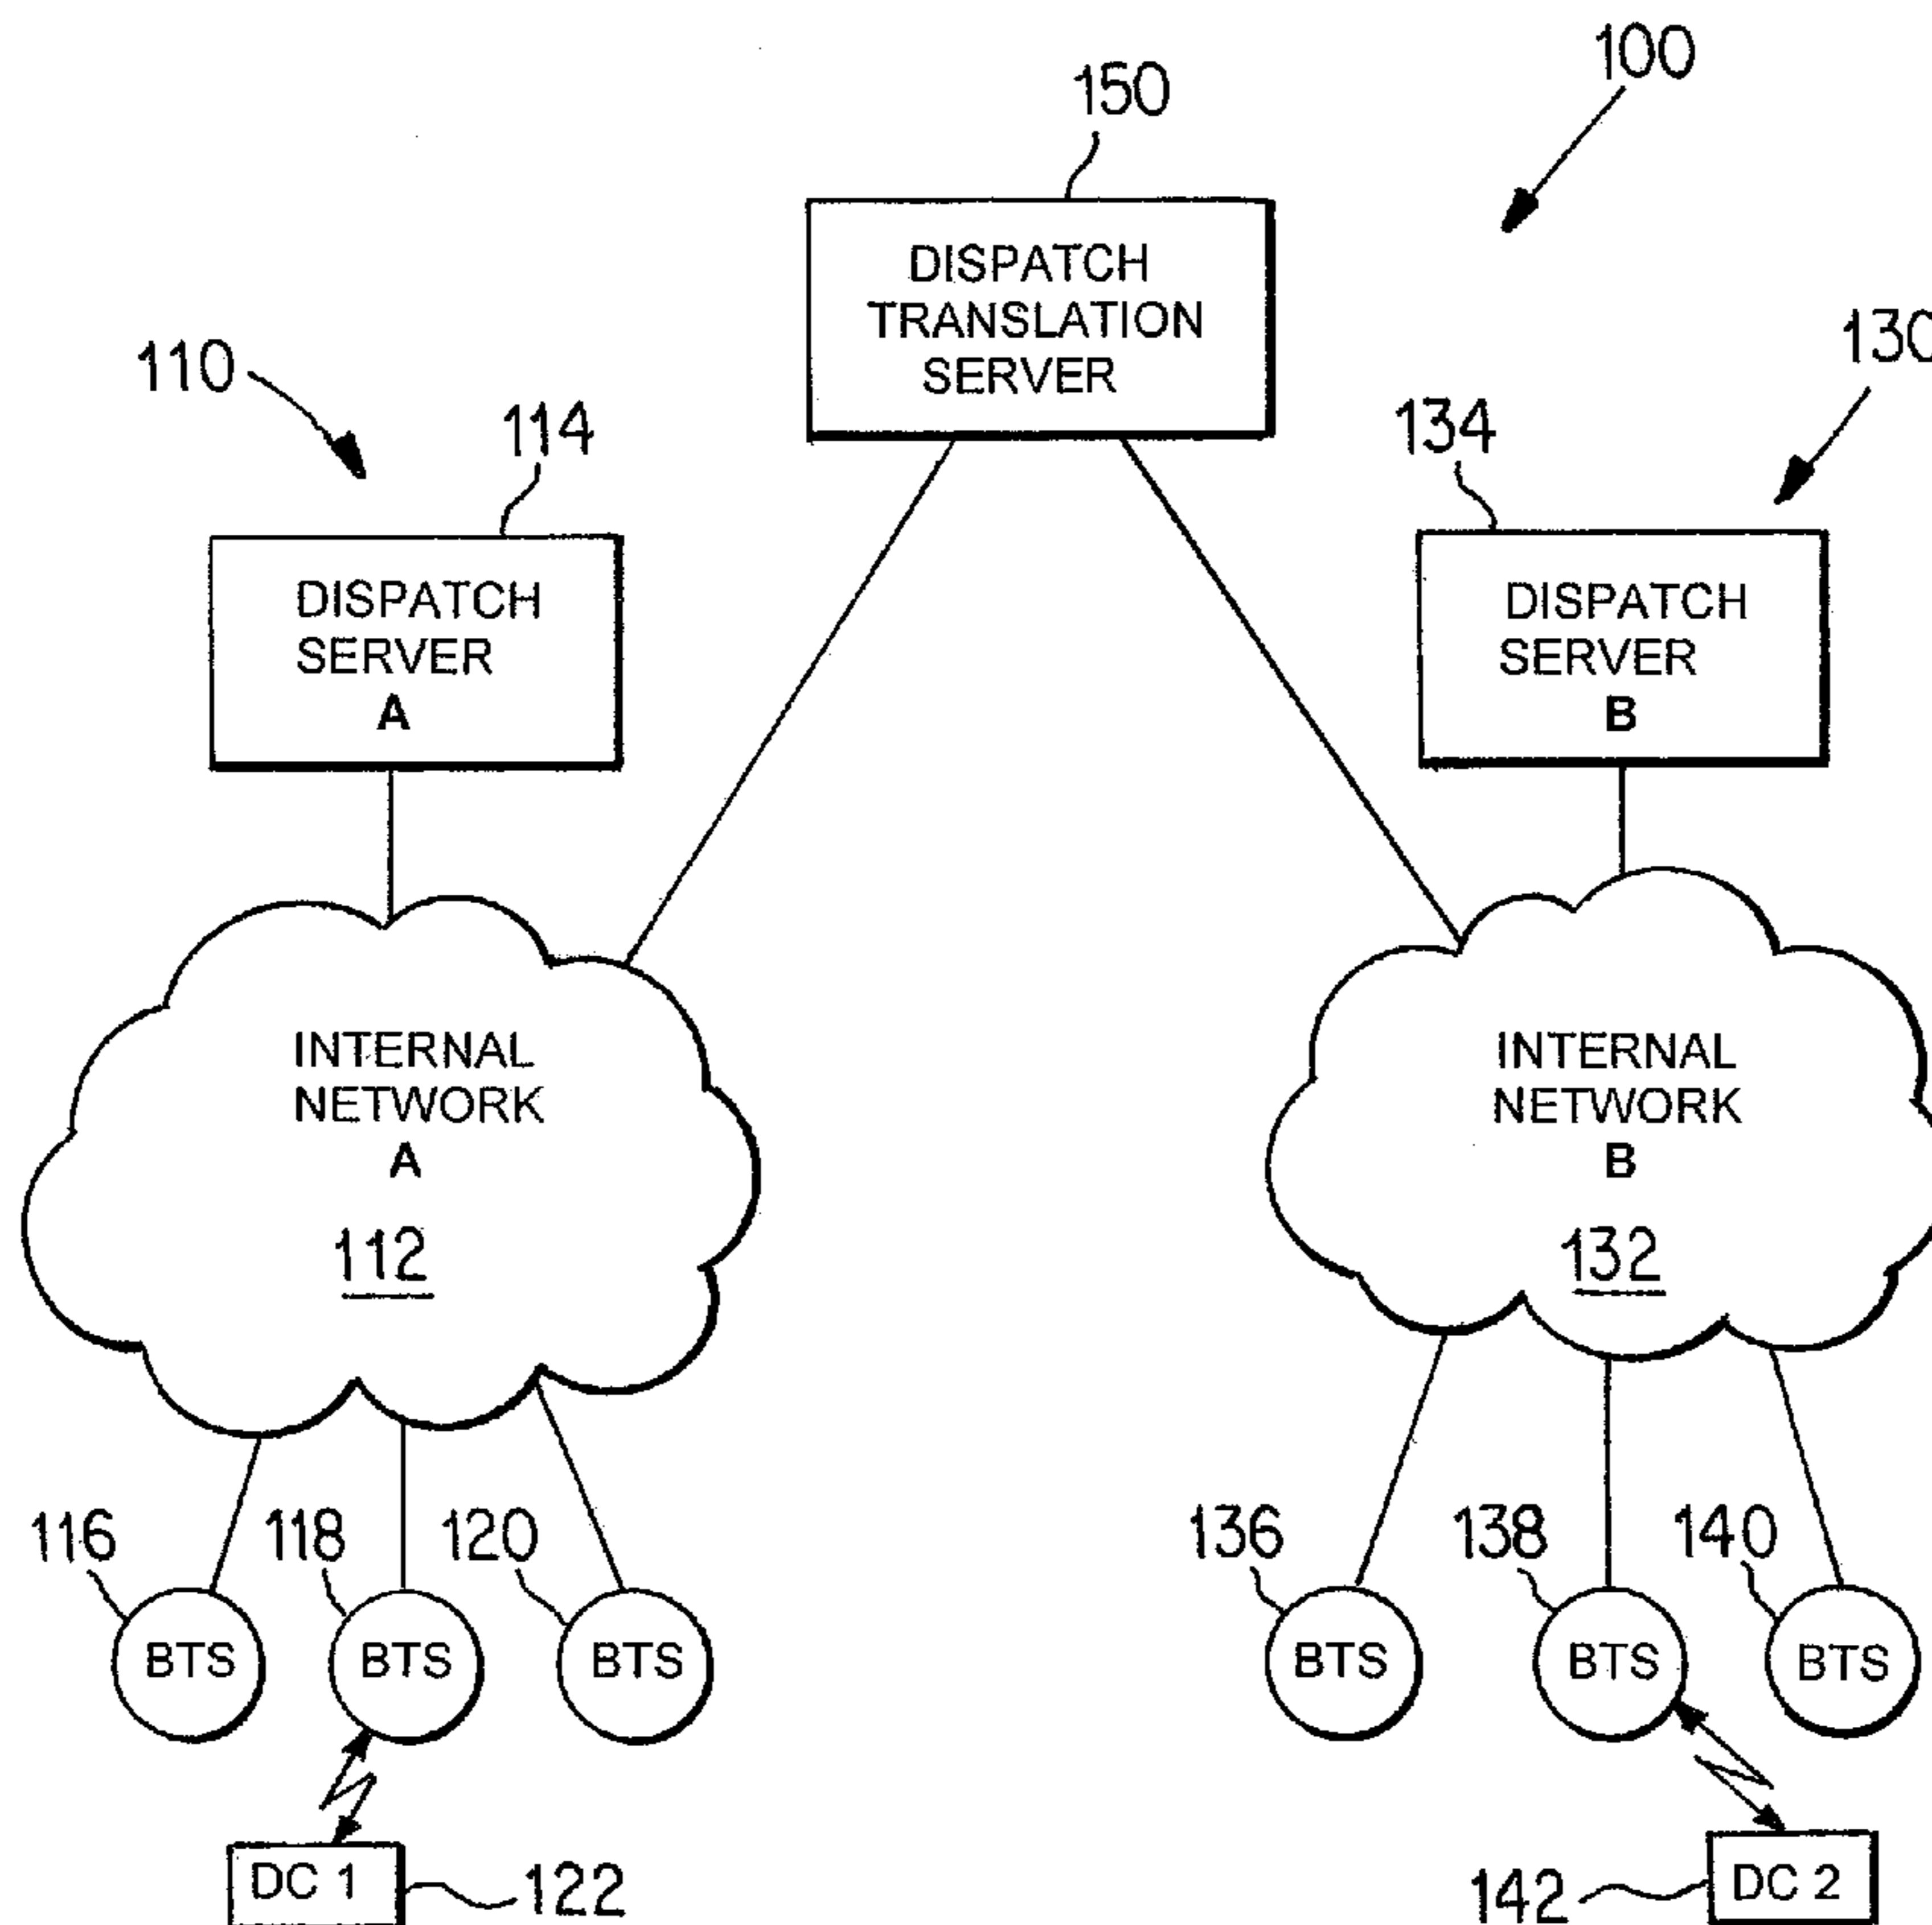 100
150
DISPATCH
TRANSLATION
SERVER
110
130
114
134
DISPATCH
SERVER
A
DISPATCH
SERVER
B
INTERNAL
NETWORK
A
112
INTERNAL
NETWORK
B
132
116
118
120
136
138
140
BTS
BTS
BTS
BTS
BTS
BTS
DC 1
122
142
DC 2